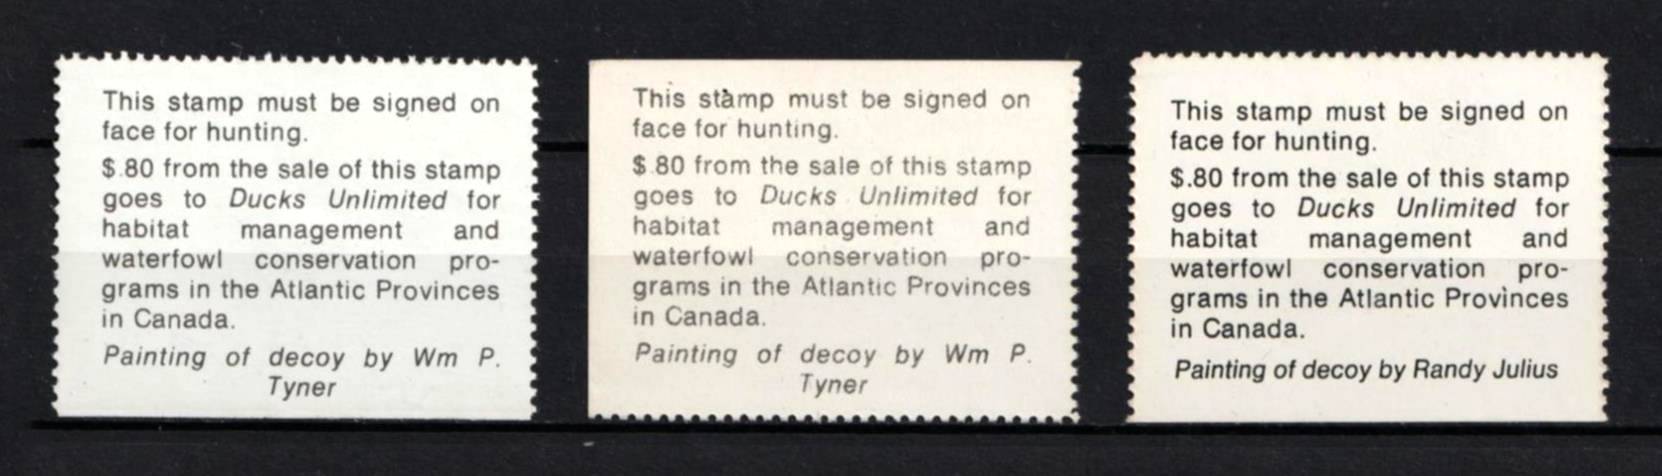 This stamp must be signed on
face for hunting.
$.80 from the sale of this stamp
goes to Ducks Unlimited for
habitat management and
waterfowl conservation pro-
grams in the Atlantic Provinces
in Canada.
Painting of decoy by Wm P.
Tyner
This stamp must be signed on
face for hunting.
$.80 from the sale of this stamp
goes to Ducks Unlimited for
habitat management and
waterfowl conservation pro-
grams in the Atlantic Provinces
in Canada.
Painting of decoy by Wm P.
Tyner
This stamp must be signed on
face for hunting.
$.80 from the sale of this stamp
goes to Ducks Unlimited for
habitat management and
waterfowl conservation pro-
grams in the Atlantic Provinces
in Canada.
Painting of decoy by Randy Julius